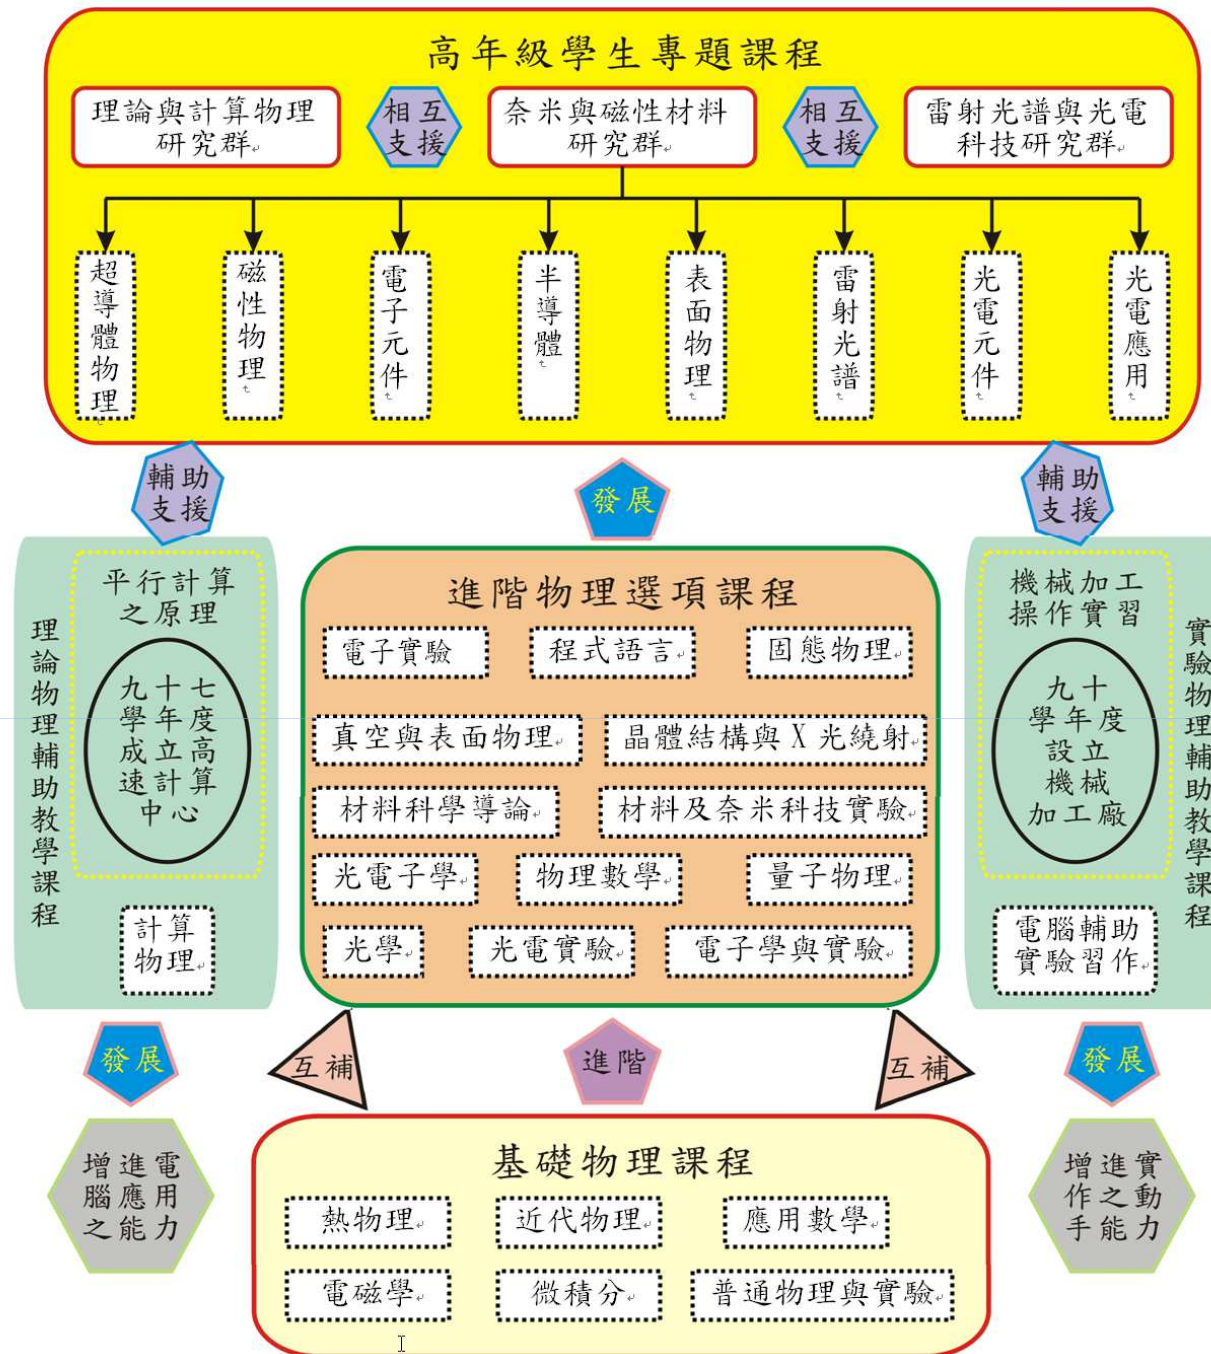 高年級學生專題課程
理論與計算物理
研究群
相互
支援
奈米與磁性材料
研究群
相互
支援
雷射光譜與光電
科技研究群
超導體物理
磁性物理
電子元件
半導體
表面物理
雷射光譜
光電元件
光電應用
輔助
支援
發展
輔助
支援
理論物理輔助教學課程
平行計算
之原理
九十七
學年度
成立高
速計算
中心
計算
物理
進階物理選項課程
電子實驗
程式語言
固態物理
真空與表面物理
晶體結構與 X 光繞射
材料科學導論
材料及奈米科技實驗
光電子學
物理數學
量子物理
光學
光電實驗
電子學與實驗
機械加工
操作實習
九十
學年度
設立
機械
加工廠
實驗物理輔助教學課程
電腦輔助
實驗習作
發展
互補
進階
互補
發展
增進電
腦應用
之能力
基礎物理課程
熱物理
近代物理
應用數學
電磁學
微積分
普通物理與實驗
增進實
作之動
手能力